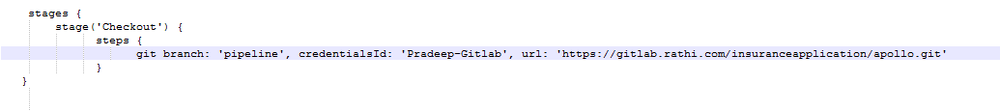 stages {
stage('Checkout') {
steps {
git branch: 'pipeline', credentialsId: 'Pradeep-Gitlab', url: 'https://gitlab.rathi.com/insuranceapplication/apollo.git'
}
}